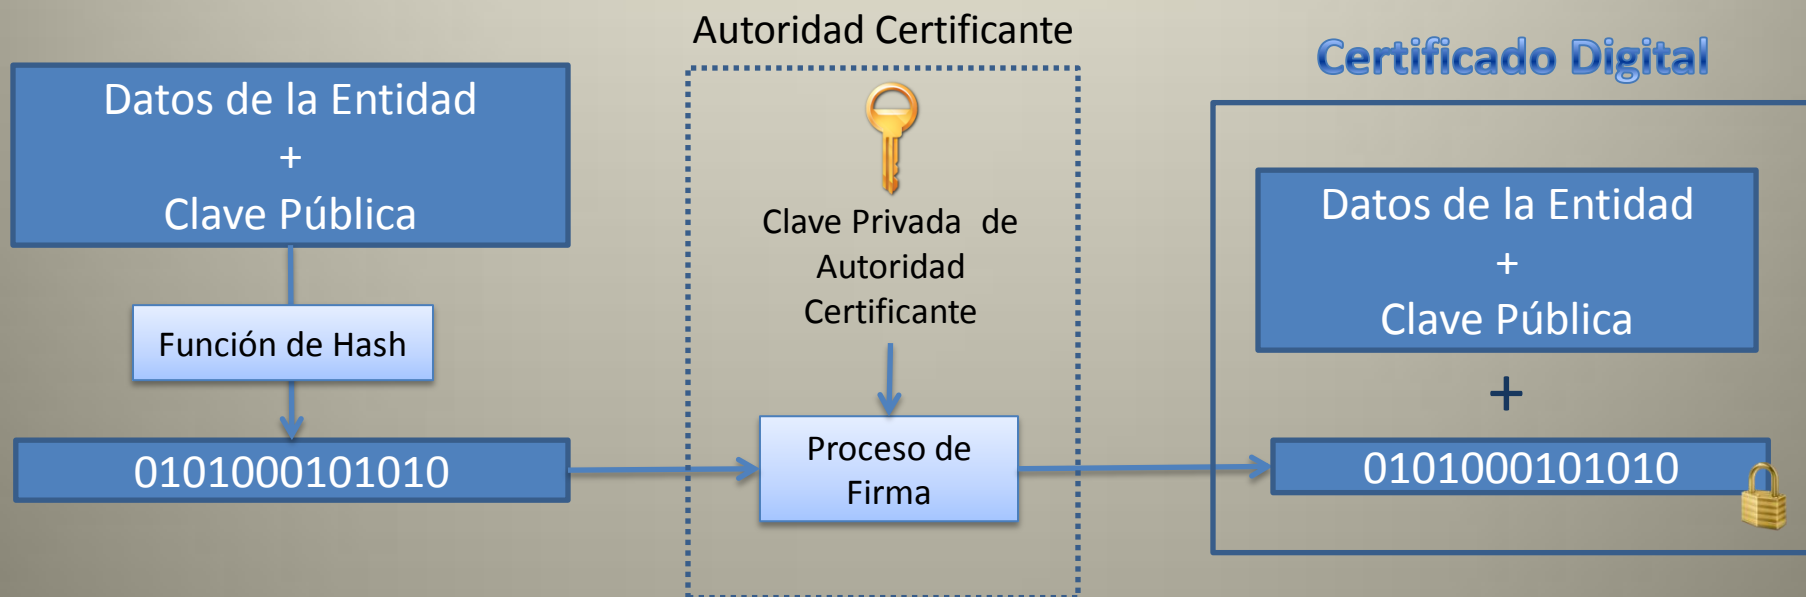 Datos de la Entidad
+
Clave Pública
Función de Hash
0101000101010
Autoridad Certificante
Clave Privada de
Autoridad
Certificante
Proceso de
Firma
Certificado Digital
Datos de la Entidad
+
Clave Pública
+
0101000101010